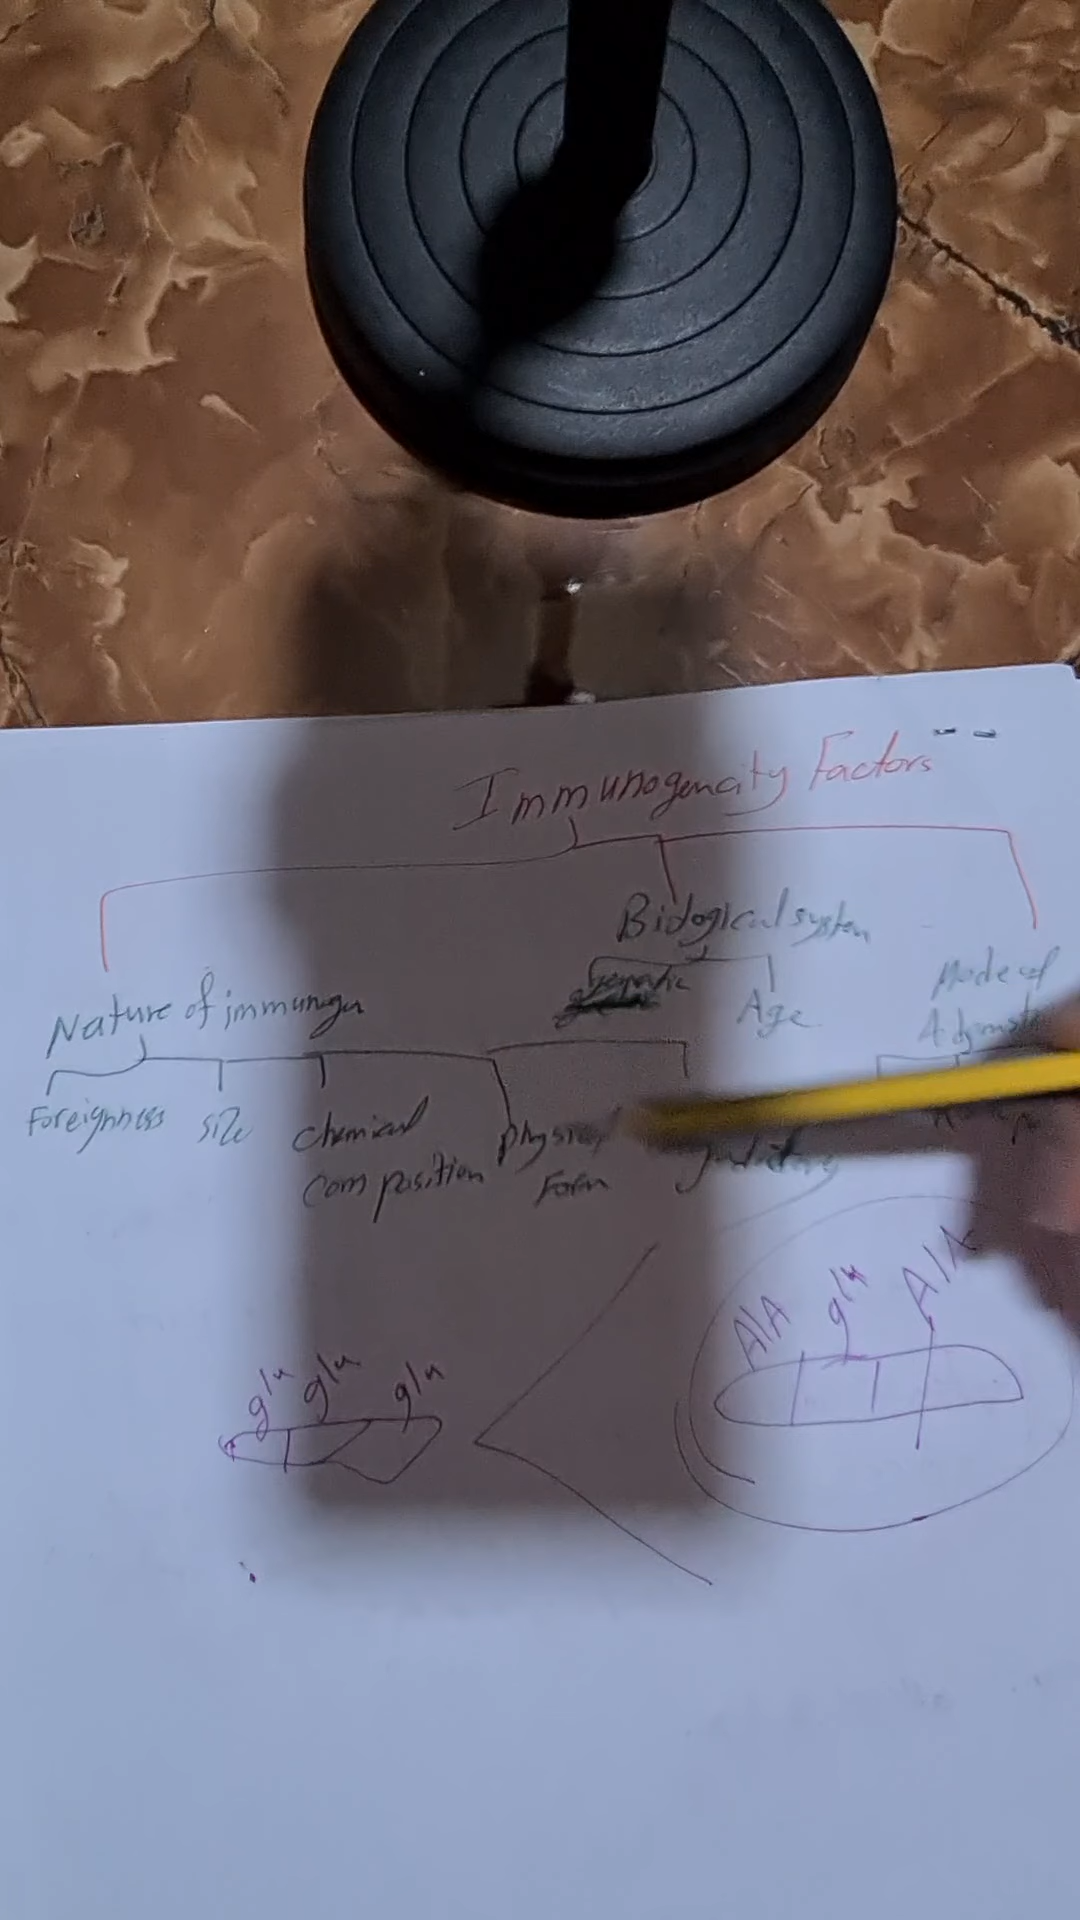 Immunogencity Factors
Biological system
Age
Mode of
Nature of immunogen
Foreignness
size
chemical
composition
physical
Form
glu glu glu
AlA glu AlA